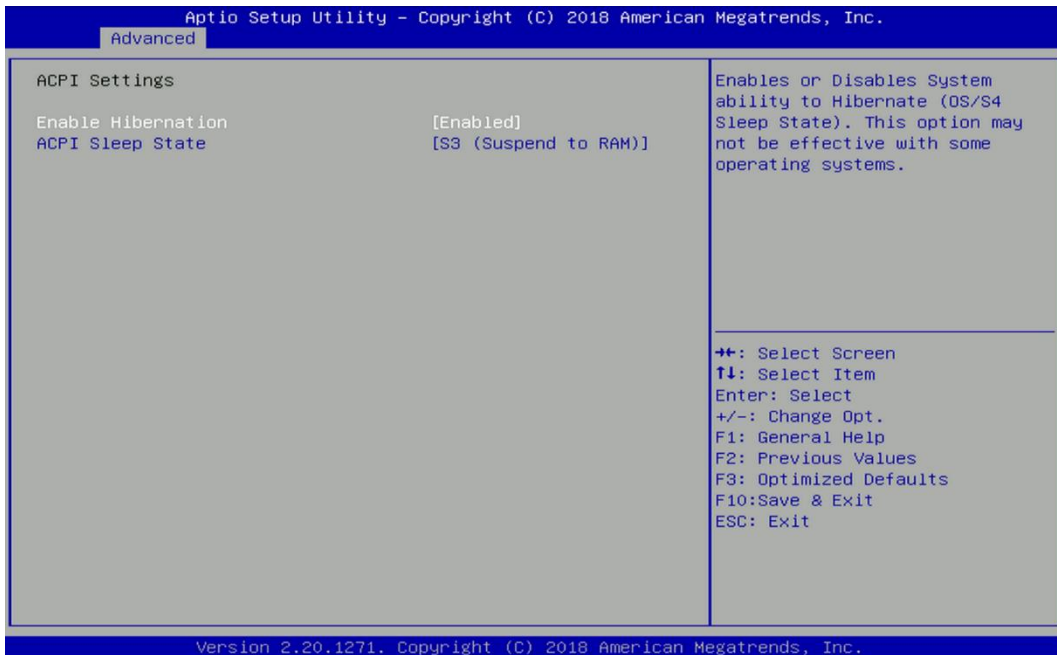 Aptio Setup Utility – Copyright (C) 2018 American Megatrends, Inc.
Advanced
ACPI Settings
Enable Hibernation [Enabled]
ACPI Sleep State [S3 (Suspend to RAM)]
Enables or Disables System
ability to Hibernate (OS/S4
Sleep State). This option may
not be effective with some
operating systems.
→←: Select Screen
↑↓: Select Item
Enter: Select
+/-: Change Opt.
F1: General Help
F2: Previous Values
F3: Optimized Defaults
F10:Save & Exit
ESC: Exit
Version 2.20.1271. Copyright (C) 2018 American Megatrends, Inc.